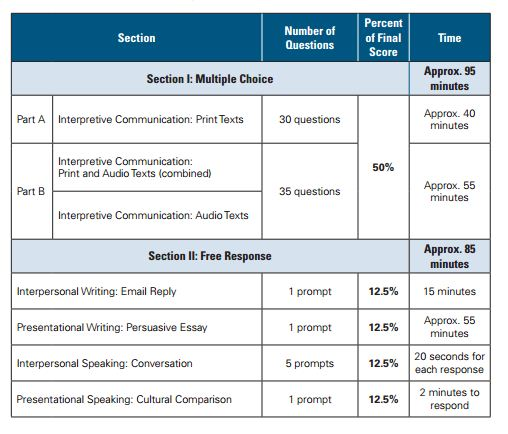 Section
Number of
Questions
Percent
of Final
Score
Time
Section I: Multiple Choice
Approx. 95
minutes
Part A
Interpretive Communication: Print Texts
30 questions
50%
Approx. 40
minutes
Part B
Interpretive Communication:
Print and Audio Texts (combined)
35 questions
Approx. 55
minutes
Interpretive Communication: Audio Texts
Section II: Free Response
Approx. 85
minutes
Interpersonal Writing: Email Reply
1 prompt
12.5%
15 minutes
Presentational Writing: Persuasive Essay
1 prompt
12.5%
Approx. 55
minutes
Interpersonal Speaking: Conversation
5 prompts
12.5%
20 seconds for
each response
Presentational Speaking: Cultural Comparison
1 prompt
12.5%
2 minutes to
respond